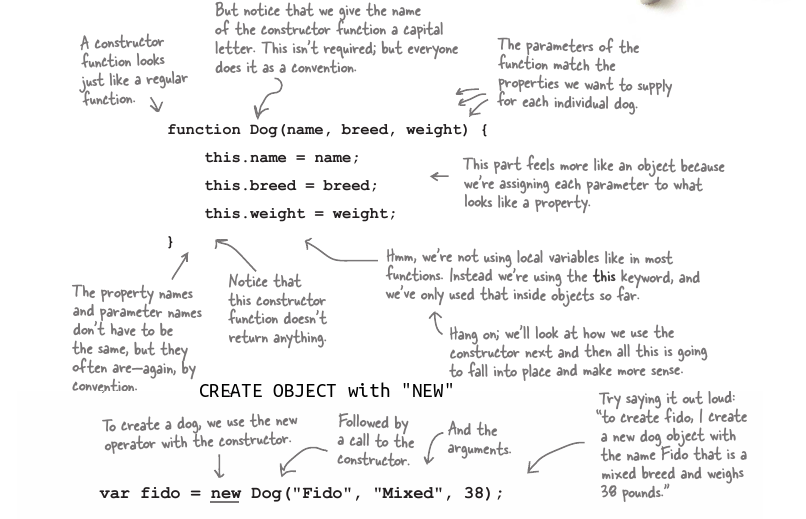 But notice that we give the name
of the constructor function a capital
letter. This isn't required; but everyone
does it as a convention.
A constructor
function looks
just like a regular
function.
The parameters of the
function match the
properties we want to supply
for each individual dog.
function Dog(name, breed, weight) {
this.name = name;
this.breed = breed;
this.weight = weight;
}
This part feels more like an object because
we're assigning each parameter to what
looks like a property.
Hmm, we're not using local variables like in most
functions. Instead we're using the this keyword, and
we've only used that inside objects so far.
Notice that
this constructor
function doesn't
return anything.
The property names
and parameter names
don't have to be
the same, but they
often are—again, by
convention.
Hang on; we'll look at how we use the
constructor next and then all this is going
to fall into place and make more sense.
CREATE OBJECT with "NEW"
To create a dog, we use the new
operator with the constructor.
Followed by
a call to the
constructor.
And the
arguments.
Try saying it out loud:
"to create fido, I create
a new dog object with
the name Fido that is a
mixed breed and weighs
38 pounds."
var fido = new Dog("Fido", "Mixed", 38);